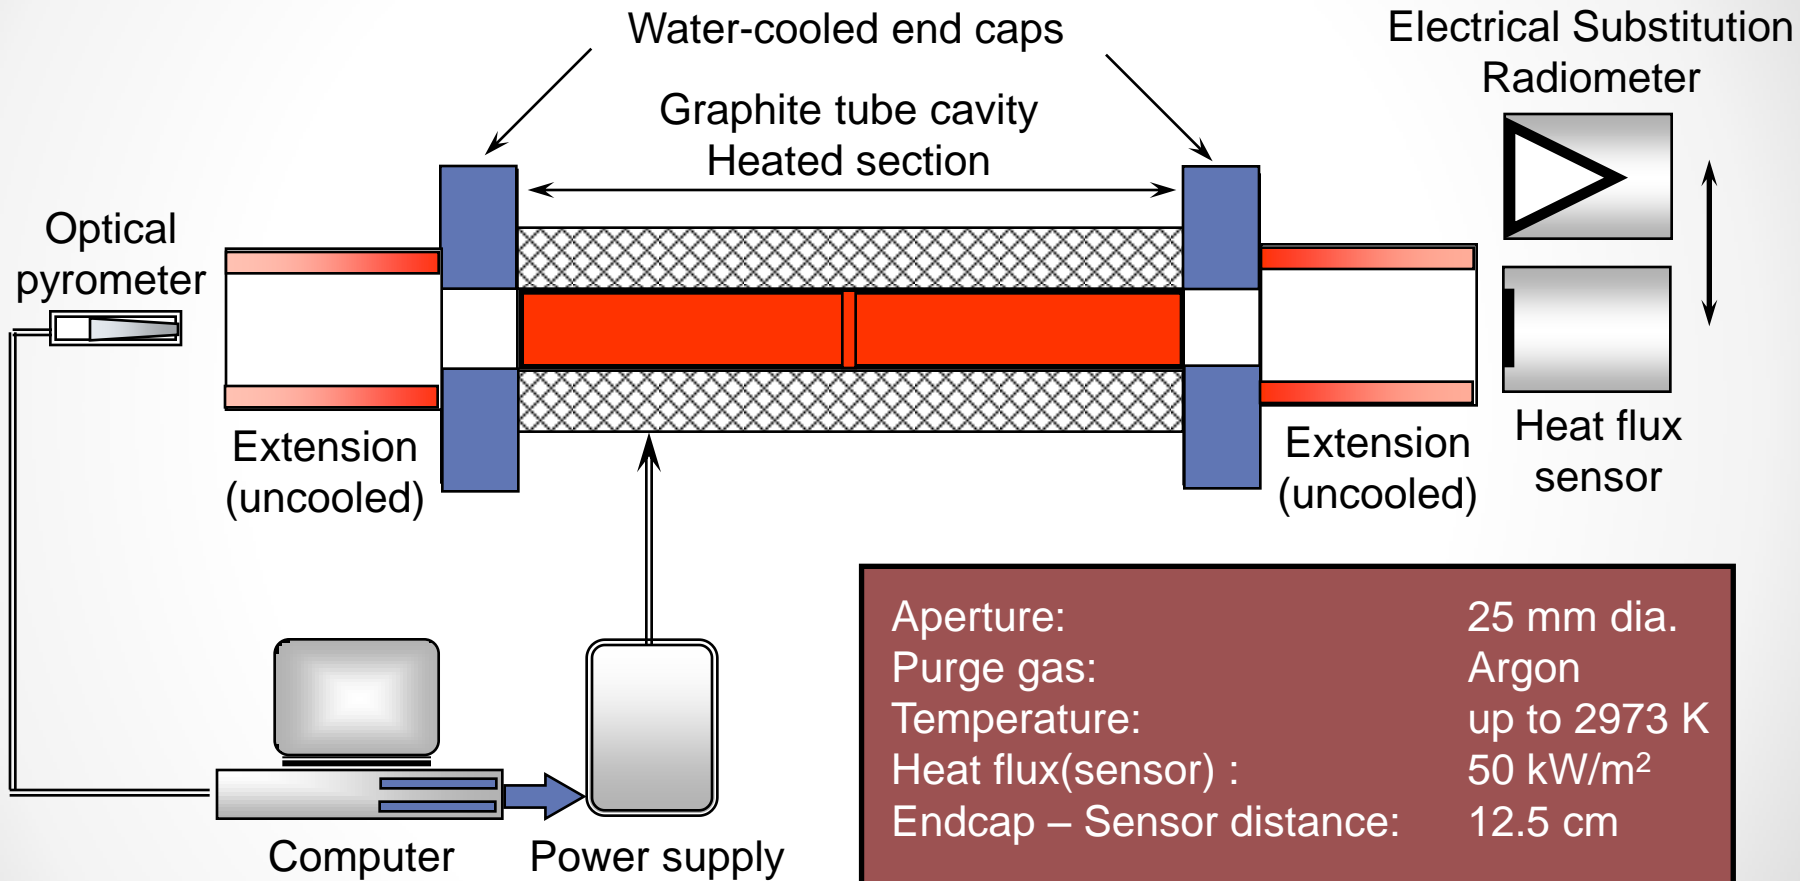 Water-cooled end caps
Electrical Substitution
Radiometer
Graphite tube cavity
Heated section
Optical
pyrometer
Extension
(uncooled)
Extension
(uncooled)
Heat flux
sensor
Aperture: 25 mm dia.
Purge gas: Argon
Temperature: up to 2973 K
Heat flux(sensor) : 50 kW/m²
Endcap – Sensor distance: 12.5 cm
Computer
Power supply